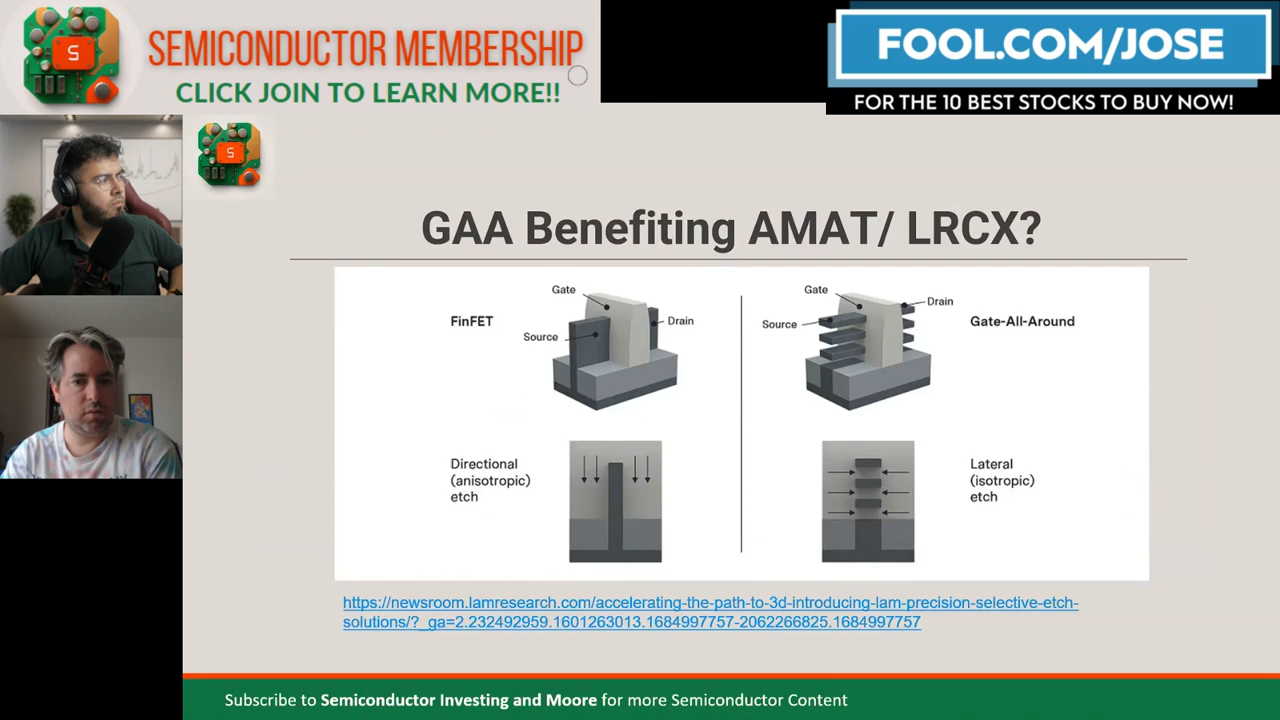 SEMICONDUCTOR MEMBERSHIP
CLICK JOIN TO LEARN MORE!!
FOOL.COM/JOSE
FOR THE 10 BEST STOCKS TO BUY NOW!
S
S
GAA Benefiting AMAT/ LRCX?
FinFET
Gate
Source
Drain
Gate
Source
Drain
Gate-All-Around
Directional
(anisotropic)
etch
Lateral
(isotropic)
etch
https://newsroom.lamresearch.com/accelerating-the-path-to-3d-introducing-lam-precision-selective-etch-
solutions/?_ga=2.232492959.1601263013.1684997757-2062266825.1684997757
Subscribe to Semiconductor Investing and Moore for more Semiconductor Content